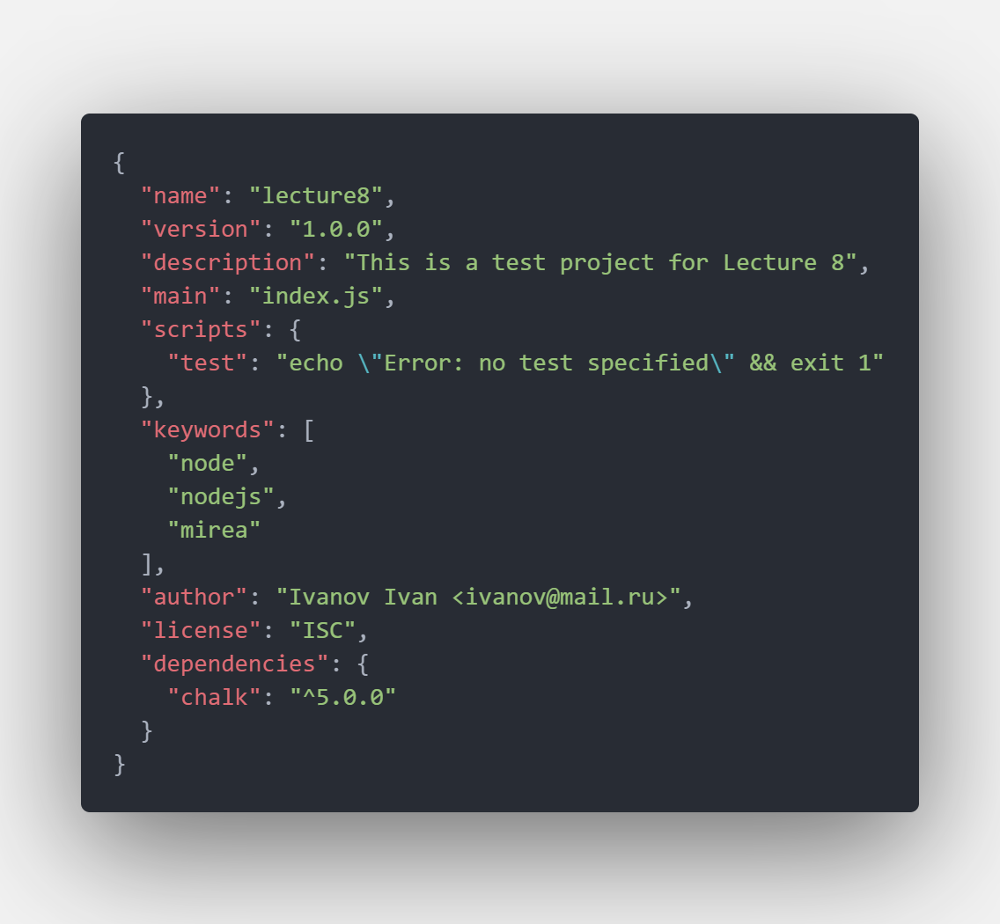 {
  "name": "lecture8",
  "version": "1.0.0",
  "description": "This is a test project for Lecture 8",
  "main": "index.js",
  "scripts": {
    "test": "echo \"Error: no test specified\" && exit 1"
  },
  "keywords": [
    "node",
    "nodejs",
    "mirea"
  ],
  "author": "Ivanov Ivan <ivanov@mail.ru>",
  "license": "ISC",
  "dependencies": {
    "chalk": "^5.0.0"
  }
}